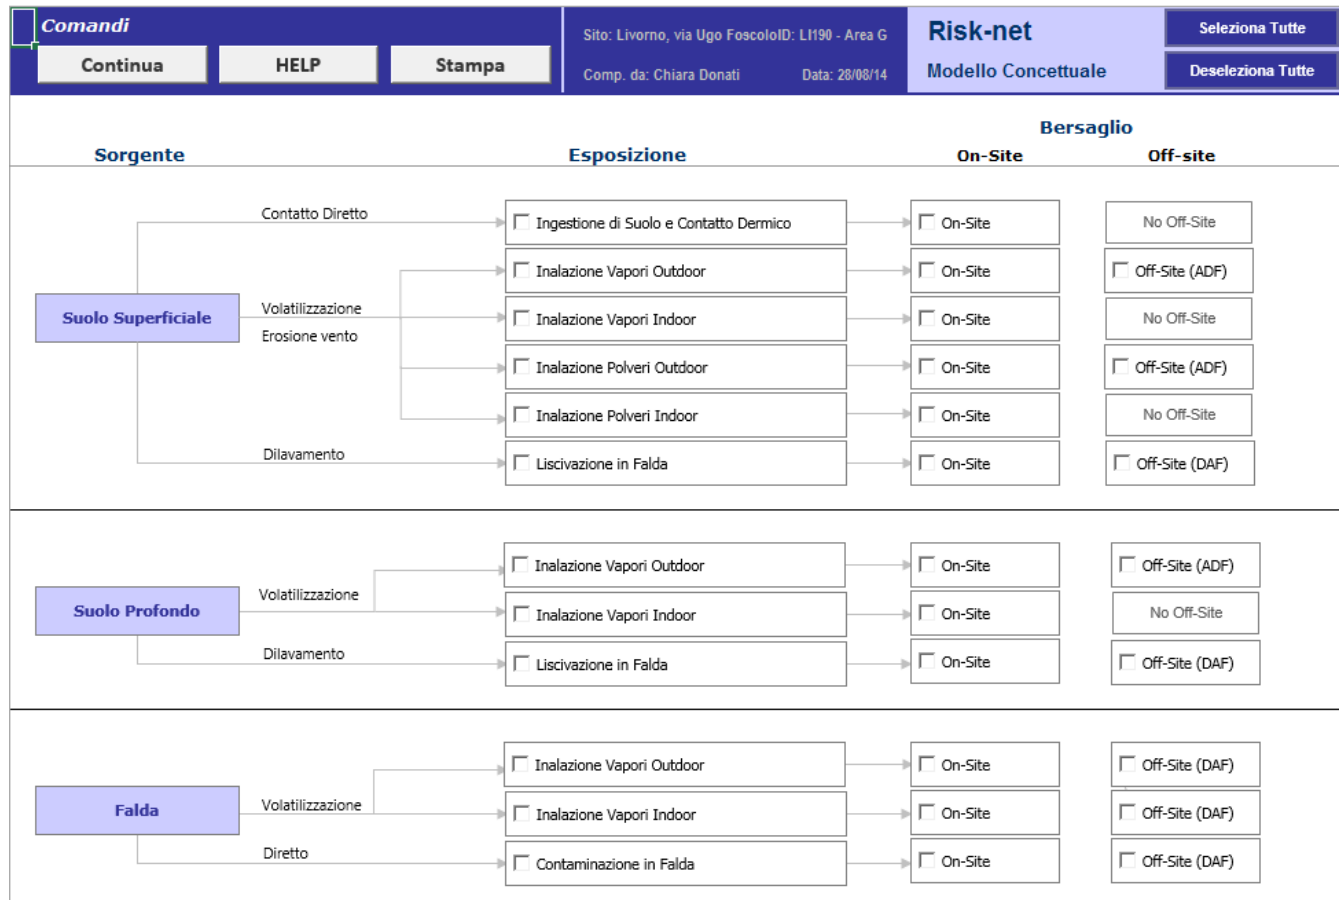 Comandi
Continua HELP Stampa
Sito: Livorno, via Ugo FoscoloID: LI190 - Area G
Comp. da: Chiara Donati Data: 28/08/14
Risk-net
Modello Concettuale
Seleziona Tutte
Deseleziona Tutte
Bersaglio
Sorgente Esposizione On-Site Off-site
Contatto Diretto Ingestione di Suolo e Contatto Dermico On-Site No Off-Site
Inalazione Vapori Outdoor On-Site Off-Site (ADF)
Suolo Superficiale Volatilizzazione Inalazione Vapori Indoor On-Site No Off-Site
Erosione vento
Inalazione Polveri Outdoor On-Site Off-Site (ADF)
Inalazione Polveri Indoor On-Site No Off-Site
Dilavamento Liscivazione in Falda On-Site Off-Site (DAF)
Inalazione Vapori Outdoor On-Site Off-Site (ADF)
Suolo Profondo Volatilizzazione Inalazione Vapori Indoor On-Site No Off-Site
Dilavamento Liscivazione in Falda On-Site Off-Site (DAF)
Inalazione Vapori Outdoor On-Site Off-Site (DAF)
Falda Volatilizzazione Inalazione Vapori Indoor On-Site Off-Site (DAF)
Diretto Contaminazione in Falda On-Site Off-Site (DAF)